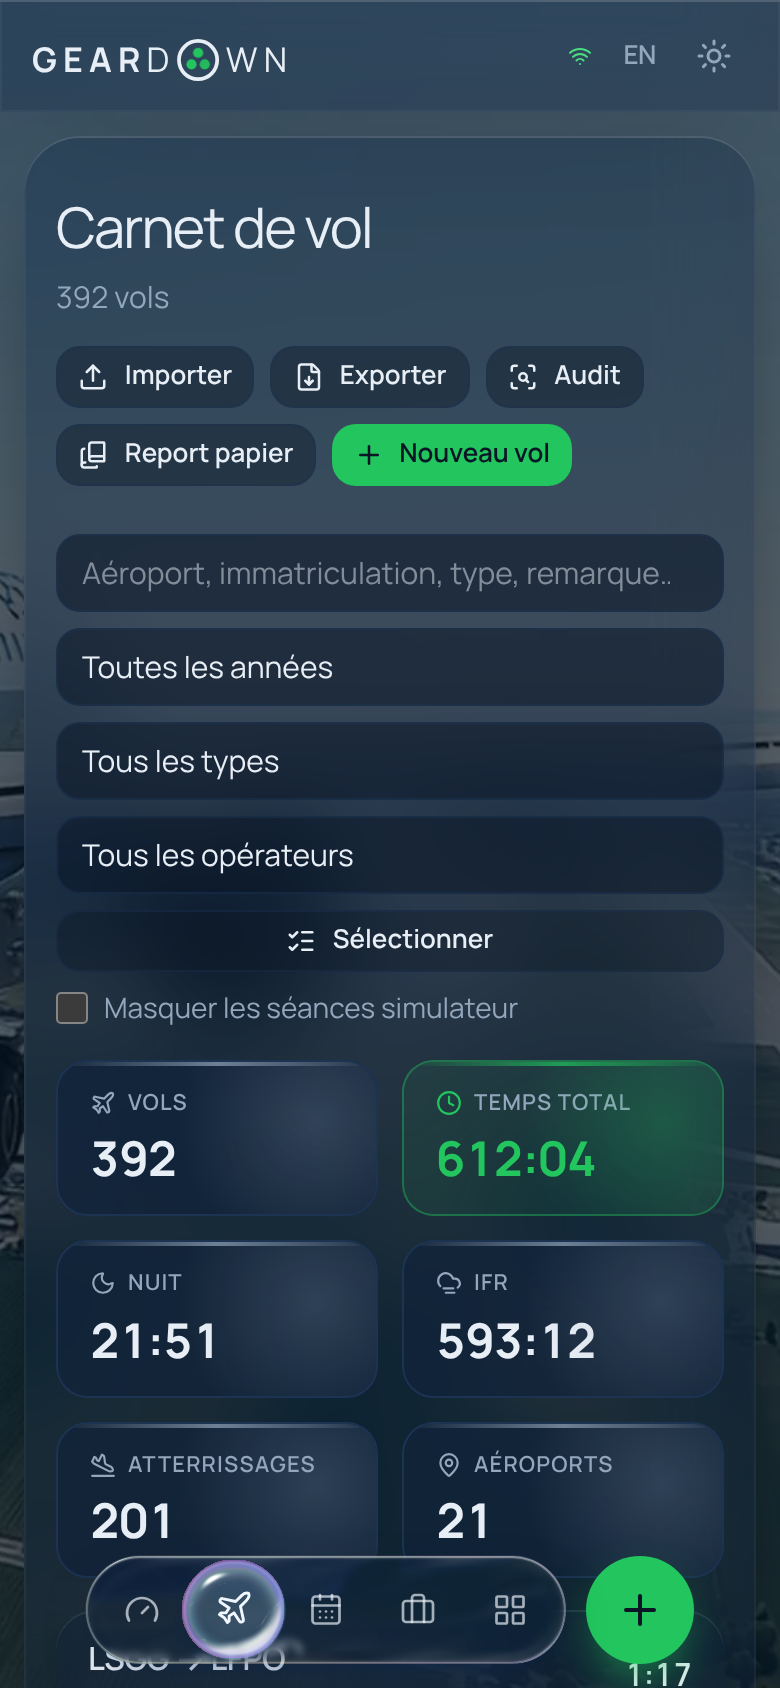 GEARDOWN
EN
Carnet de vol
392 vols
Importer
Exporter
Audit
Report papier
Nouveau vol
Aéroport, immatriculation, type, remarque..
Toutes les années
Tous les types
Tous les opérateurs
Sélectionner
Masquer les séances simulateur
VOLS
TEMPS TOTAL
392
612:04
NUIT
IFR
21:51
593:12
ATTERRISSAGES
AÉROPORTS
201
21
1:17